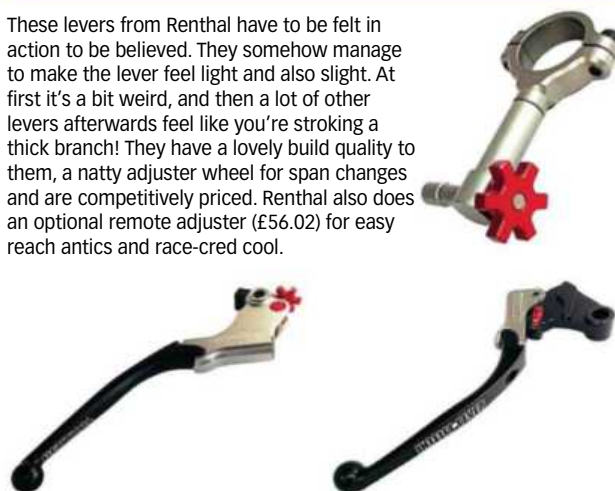 These levers from Renthal have to be felt in
action to be believed. They somehow manage
to make the lever feel light and also slight. At
first it’s a bit weird, and then a lot of other
levers afterwards feel like you’re stroking a
thick branch! They have a lovely build quality to
them, a natty adjuster wheel for span changes
and are competitively priced. Renthal also does
an optional remote adjuster (£56.02) for easy
reach antics and race-cred cool.